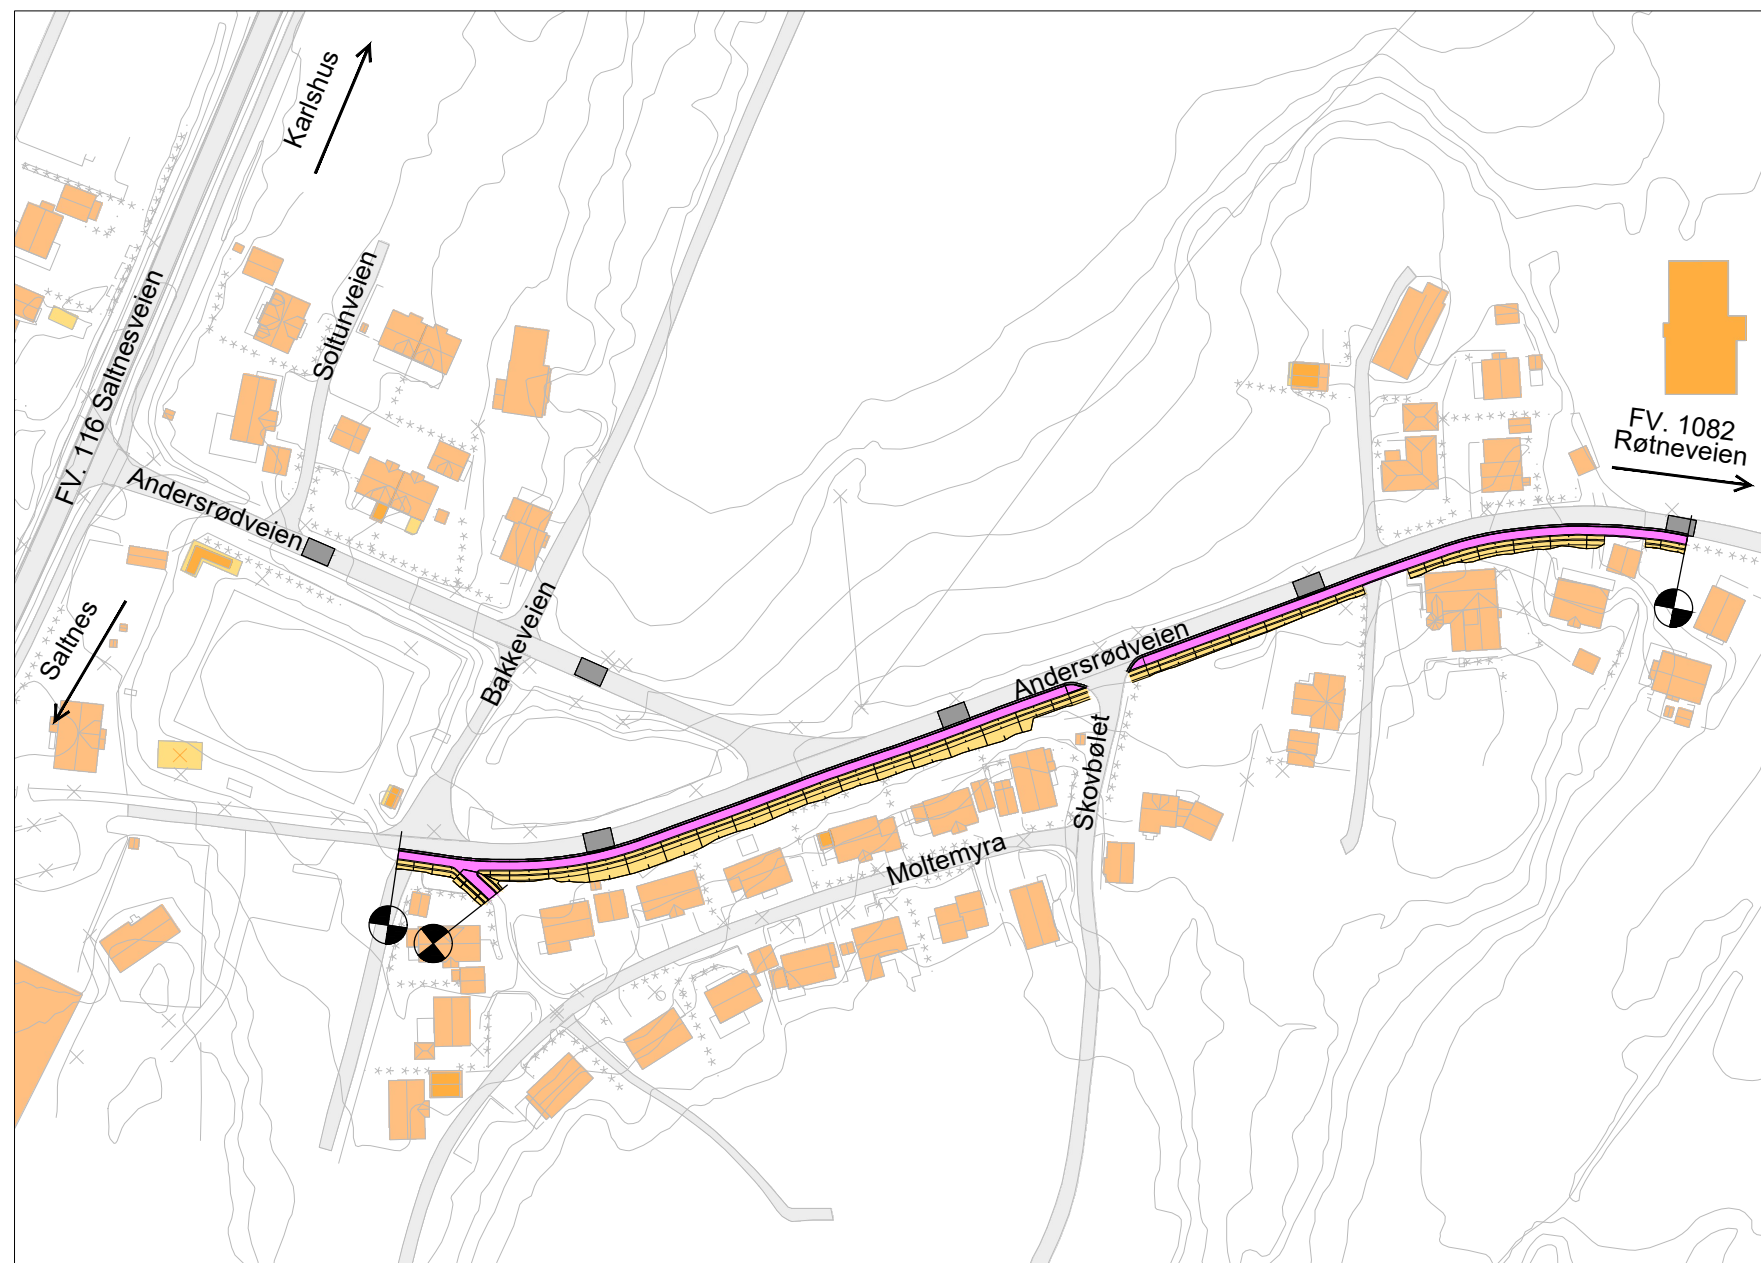 Karlshus
FV. 116 Saltnesveien
Soltunveien
FV. 1082
Røtneveien
Andersrødveien
Saltnes
Bakkeveien
Andersrødveien
Skovbølet
Moltemyra